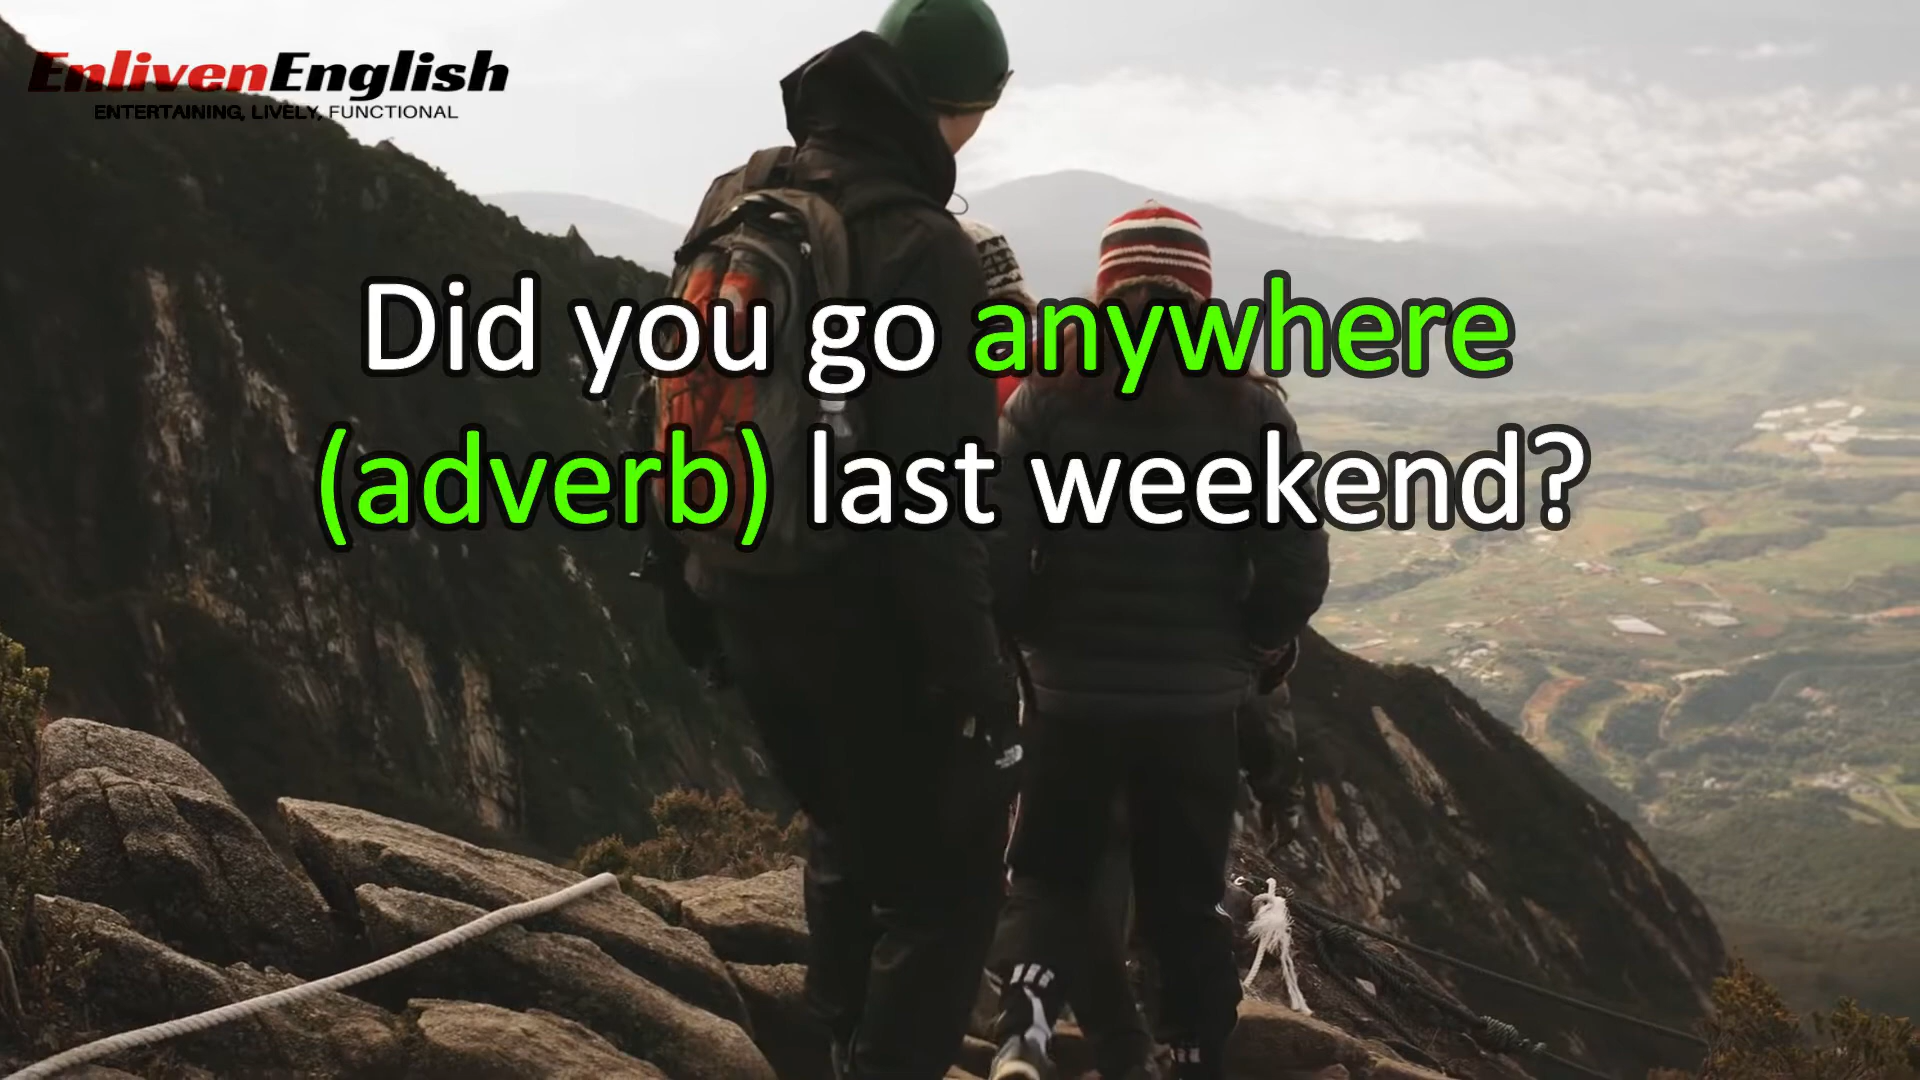 EnlivenEnglish
ENTERTAINING, LIVELY, FUNCTIONAL
Did you go anywhere
(adverb) last weekend?